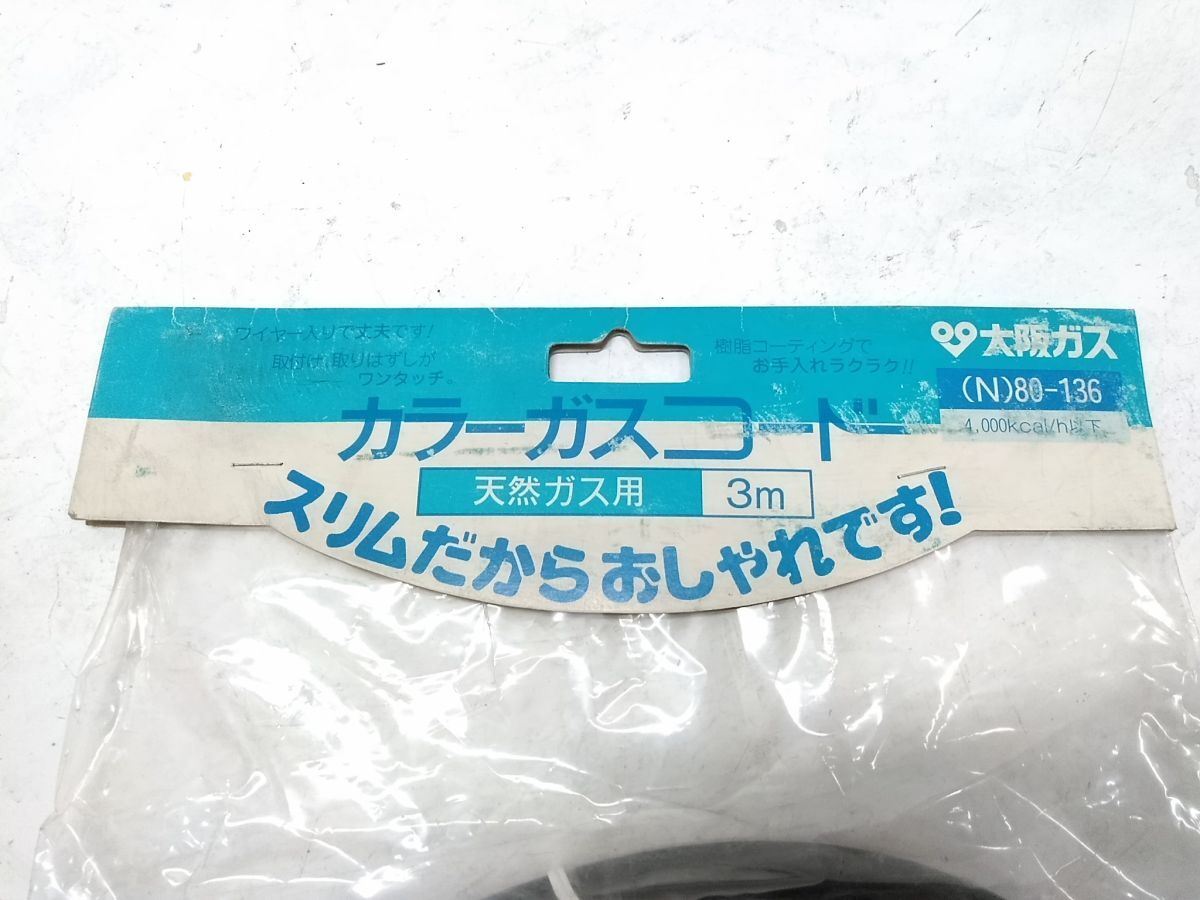 ワイヤー入りで丈夫です!
取付け、取りはずしが
ワンタッチ。
樹脂コーティングで
お手入れラクラク!!
大阪ガス
(N)80-136
4,000kcal/h以下
カラーガスコード
天然ガス用 3m
スリムだからおしゃれです!